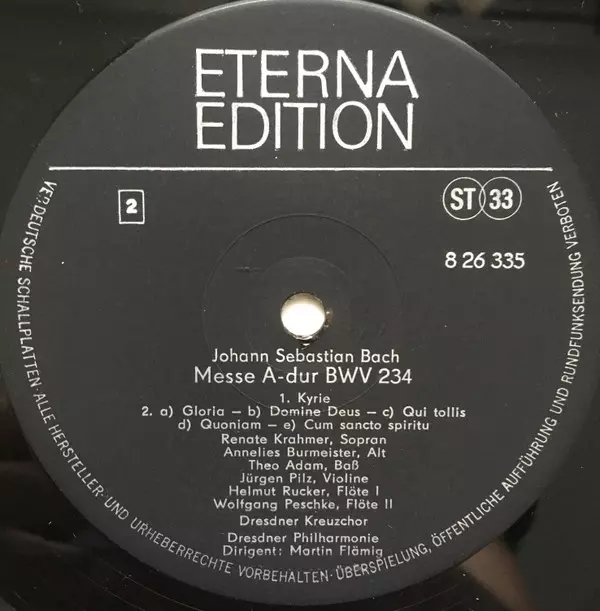 ETERNA
EDITION
2
ST 33
8 26 335
Johann Sebastian Bach
Messe A-dur BWV 234
1. Kyrie
2. a) Gloria – b) Domine Deus – c) Qui tollis
d) Quoniam – e) Cum sancto spiritu
Renate Krahmer, Sopran
Annelies Burmeister, Alt
Theo Adam, Baß
Jürgen Pilz, Violine
Helmut Rucker, Flöte I
Wolfgang Peschke, Flöte II
Dresdner Kreuzchor
Dresdner Philharmonie
Dirigent: Martin Flämig
VEB DEUTSCHE SCHALLPLATTEN · ALLE HERSTELLER- UND URHEBERRECHTE VORBEHALTEN · ÜBERSPIELUNG, ÖFFENTLICHE AUFFÜHRUNG UND RUNDFUNKSENDUNG VERBOTEN